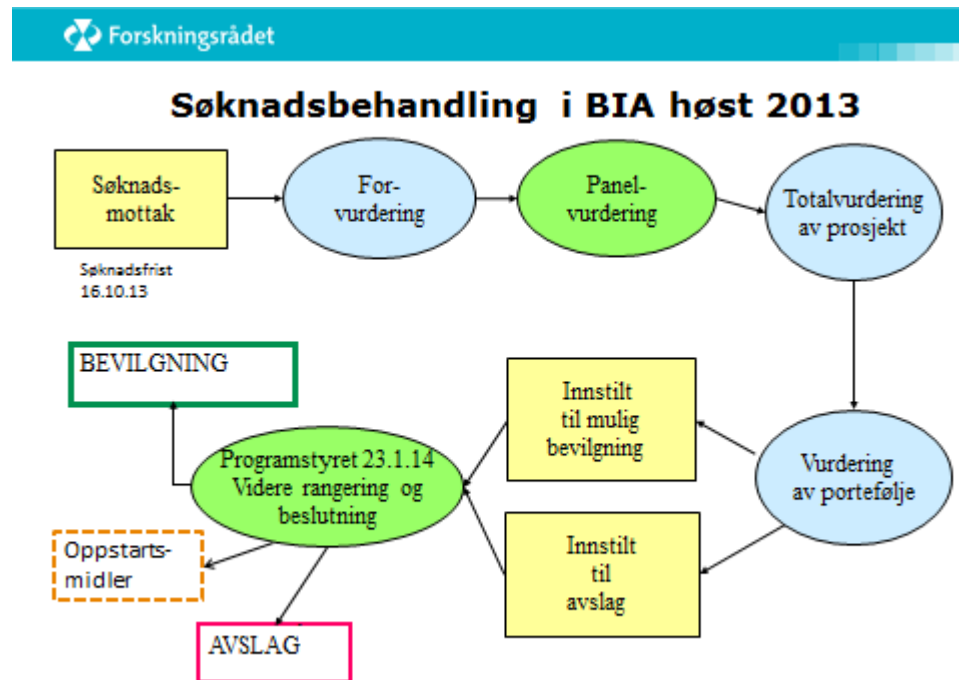 Forskningsrådet
Søknadsbehandling i BIA høst 2013
Søknads-
mottak
Søknadsfrist
16.10.13
For-
vurdering
Panel-
vurdering
Totalvurdering
av prosjekt
Vurdering
av portefølje
Innstilt
til mulig
bevilgning
Innstilt
til
avslag
Programstyret 23.1.14
Videre rangering og
beslutning
BEVILGNING
Oppstarts-
midler
AVSLAG